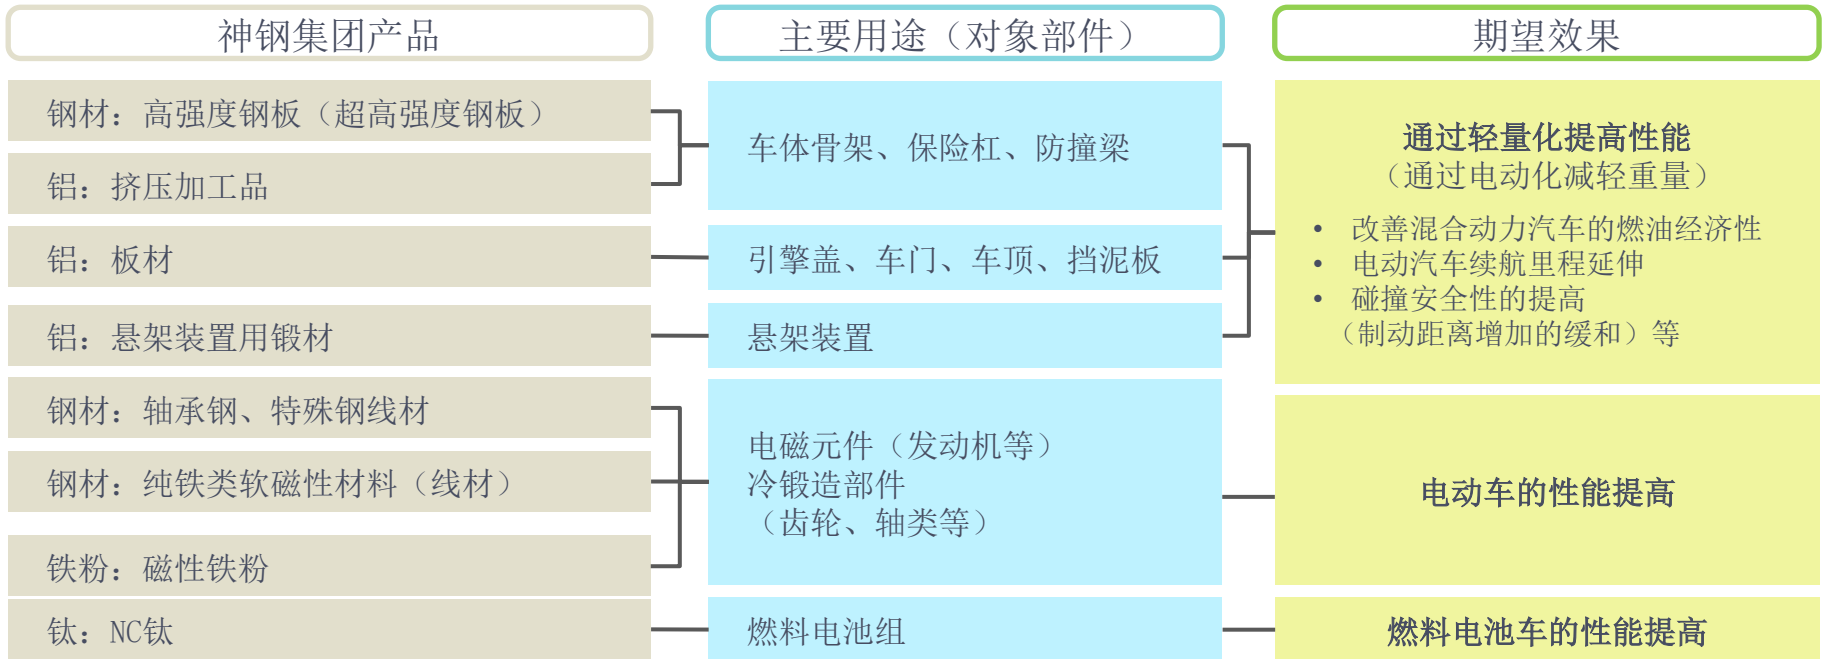 神钢集团产品
主要用途（对象部件）
期望效果
钢材：高强度钢板（超高强度钢板）
铝：挤压加工品
铝：板材
铝：悬架装置用锻材
钢材：轴承钢、特殊钢线材
钢材：纯铁类软磁性材料（线材）
铁粉：磁性铁粉
钛：NC钛
车体骨架、保险杠、防撞梁
引擎盖、车门、车顶、挡泥板
悬架装置
电磁元件（发动机等）
冷锻造部件
（齿轮、轴类等）
燃料电池组
通过轻量化提高性能
（通过电动化减轻重量）
• 改善混合动力汽车的燃油经济性
• 电动汽车续航里程延伸
• 碰撞安全性的提高
（制动距离增加的缓和）等
电动车的性能提高
燃料电池车的性能提高